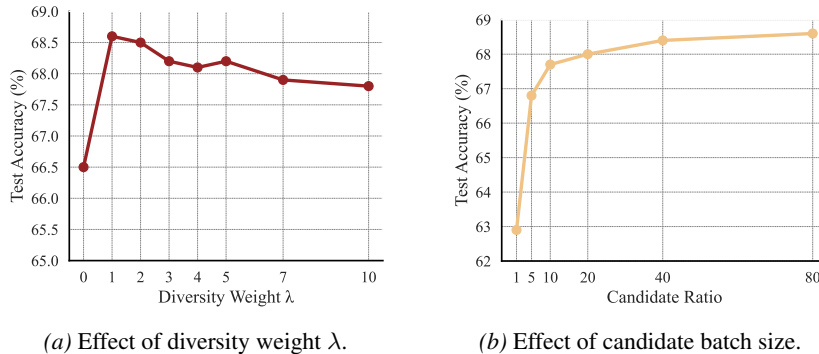 Test Accuracy (%)
69.0
68.5
68.0
67.5
67.0
66.5
66.0
65.5
65.0
0 1 2 3 4 5 7 10
Diversity Weight λ
(a) Effect of diversity weight λ.
Test Accuracy (%)
69
68
67
66
65
64
63
62
1 5 10 20 40 80
Candidate Ratio
(b) Effect of candidate batch size.